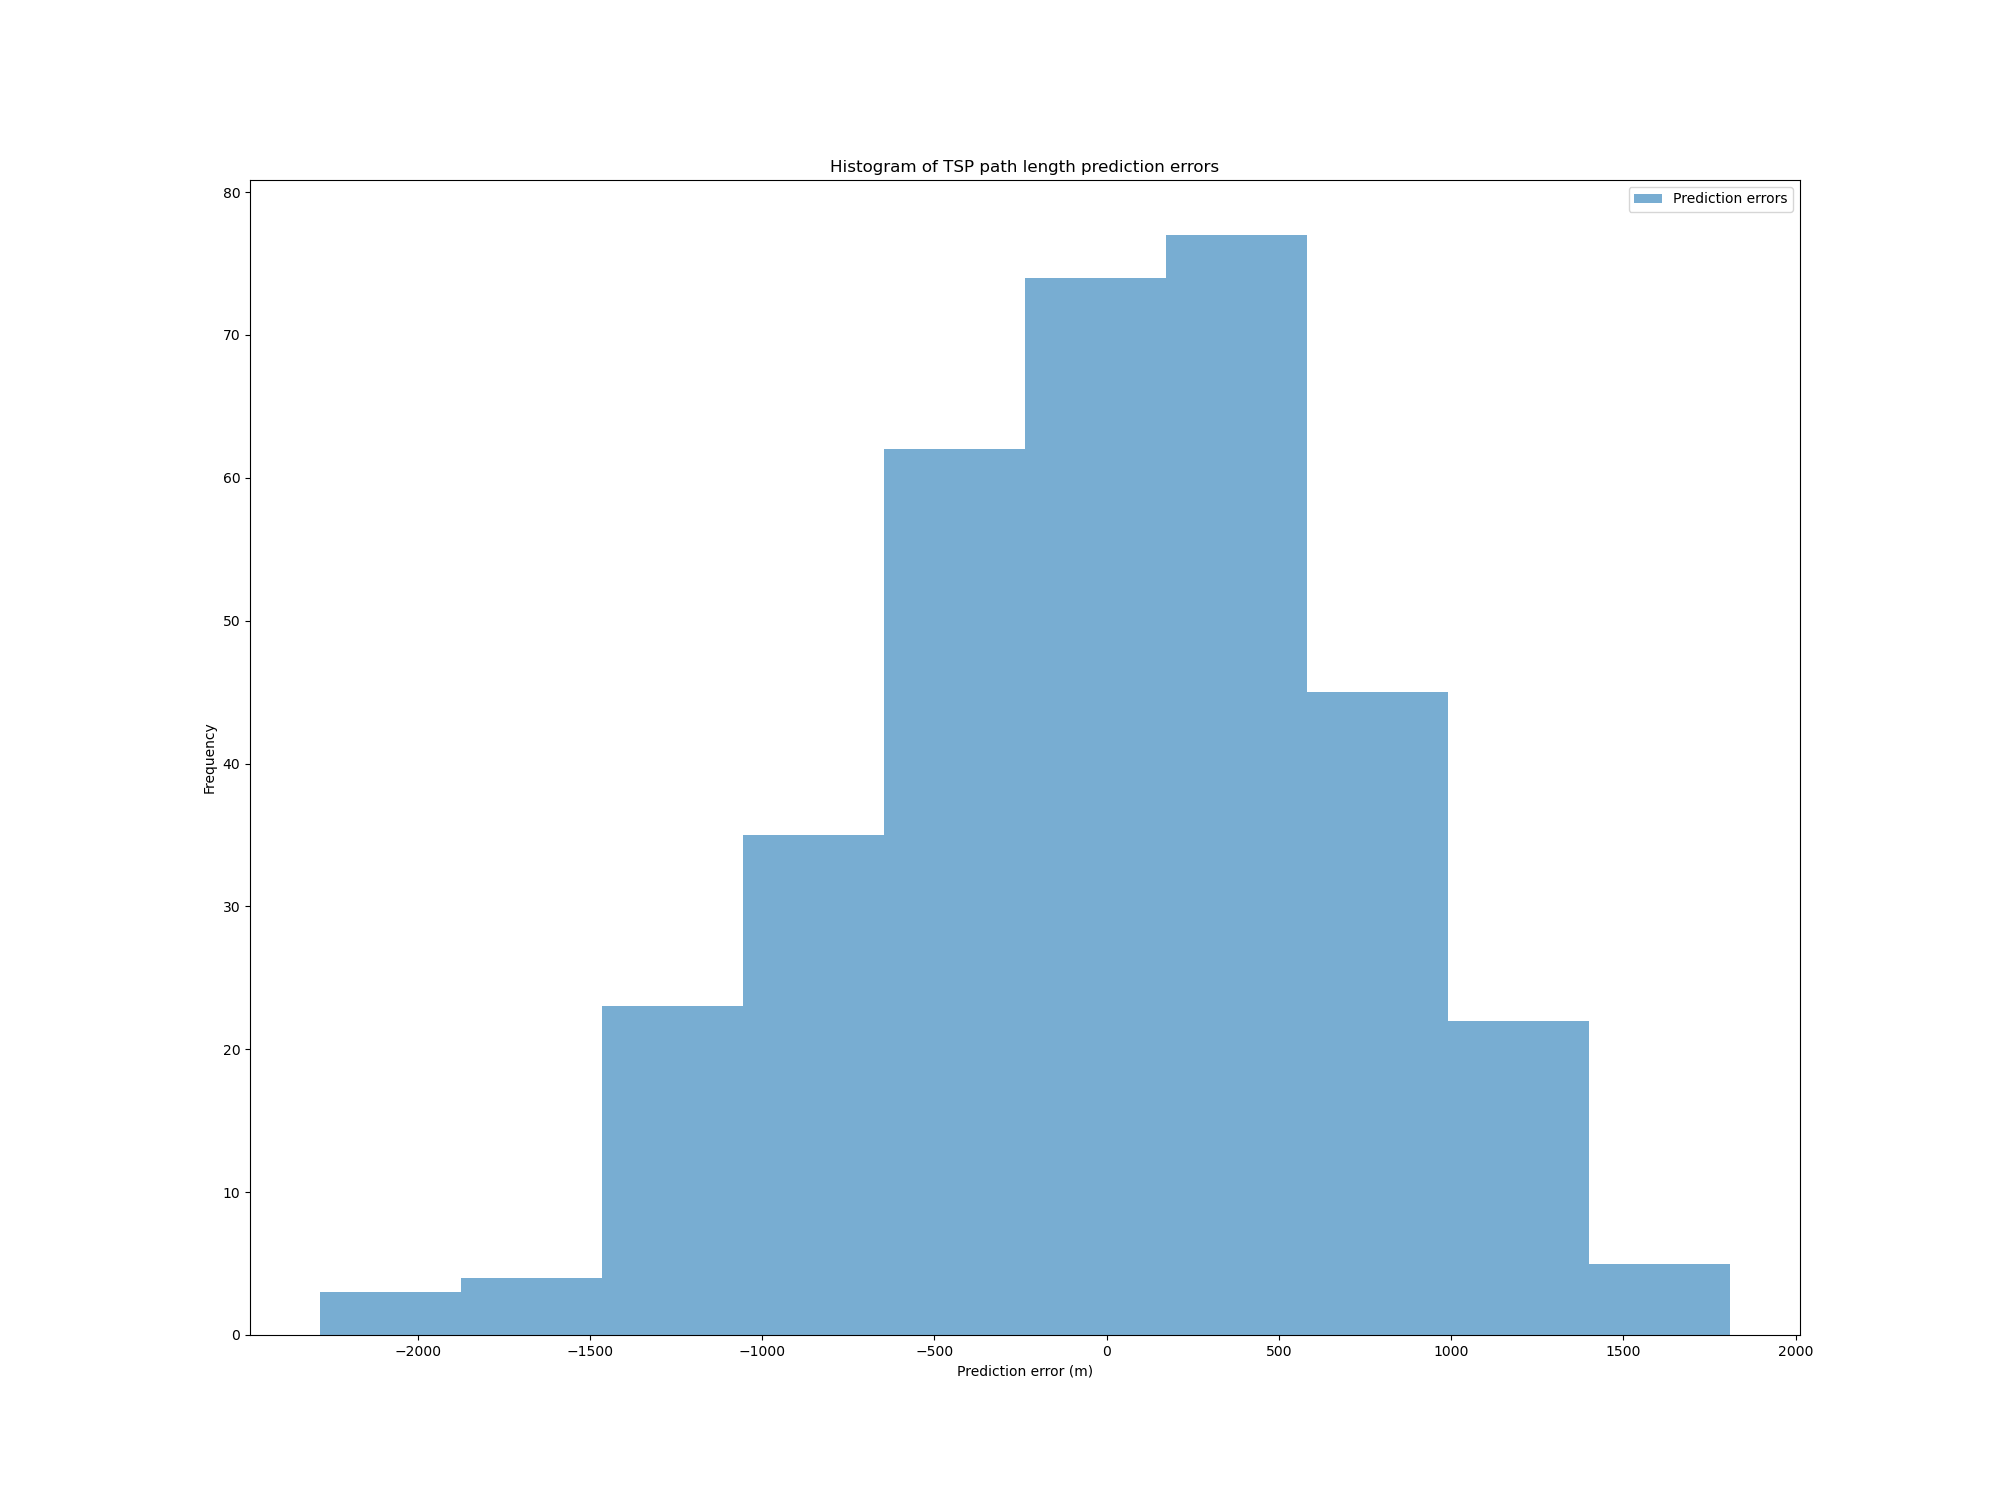 Histogram of TSP path length prediction errors
Prediction errors
80
70
60
50
40
30
20
10
0
Frequency
−2000 −1500 −1000 −500 0 500 1000 1500 2000
Prediction error (m)